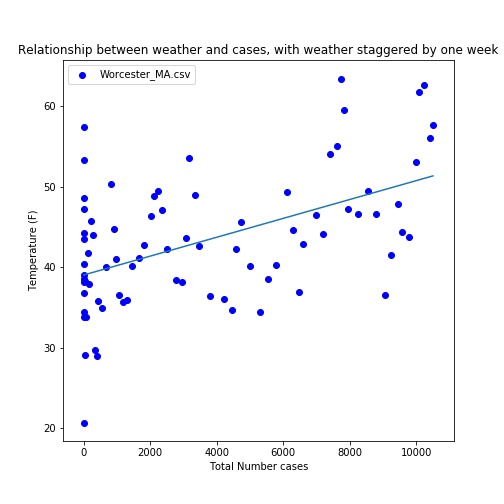 Relationship between weather and cases, with weather staggered by one week
Worcester_MA.csv
60
50
40
30
20
Temperature (F)
0 2000 4000 6000 8000 10000
Total Number cases